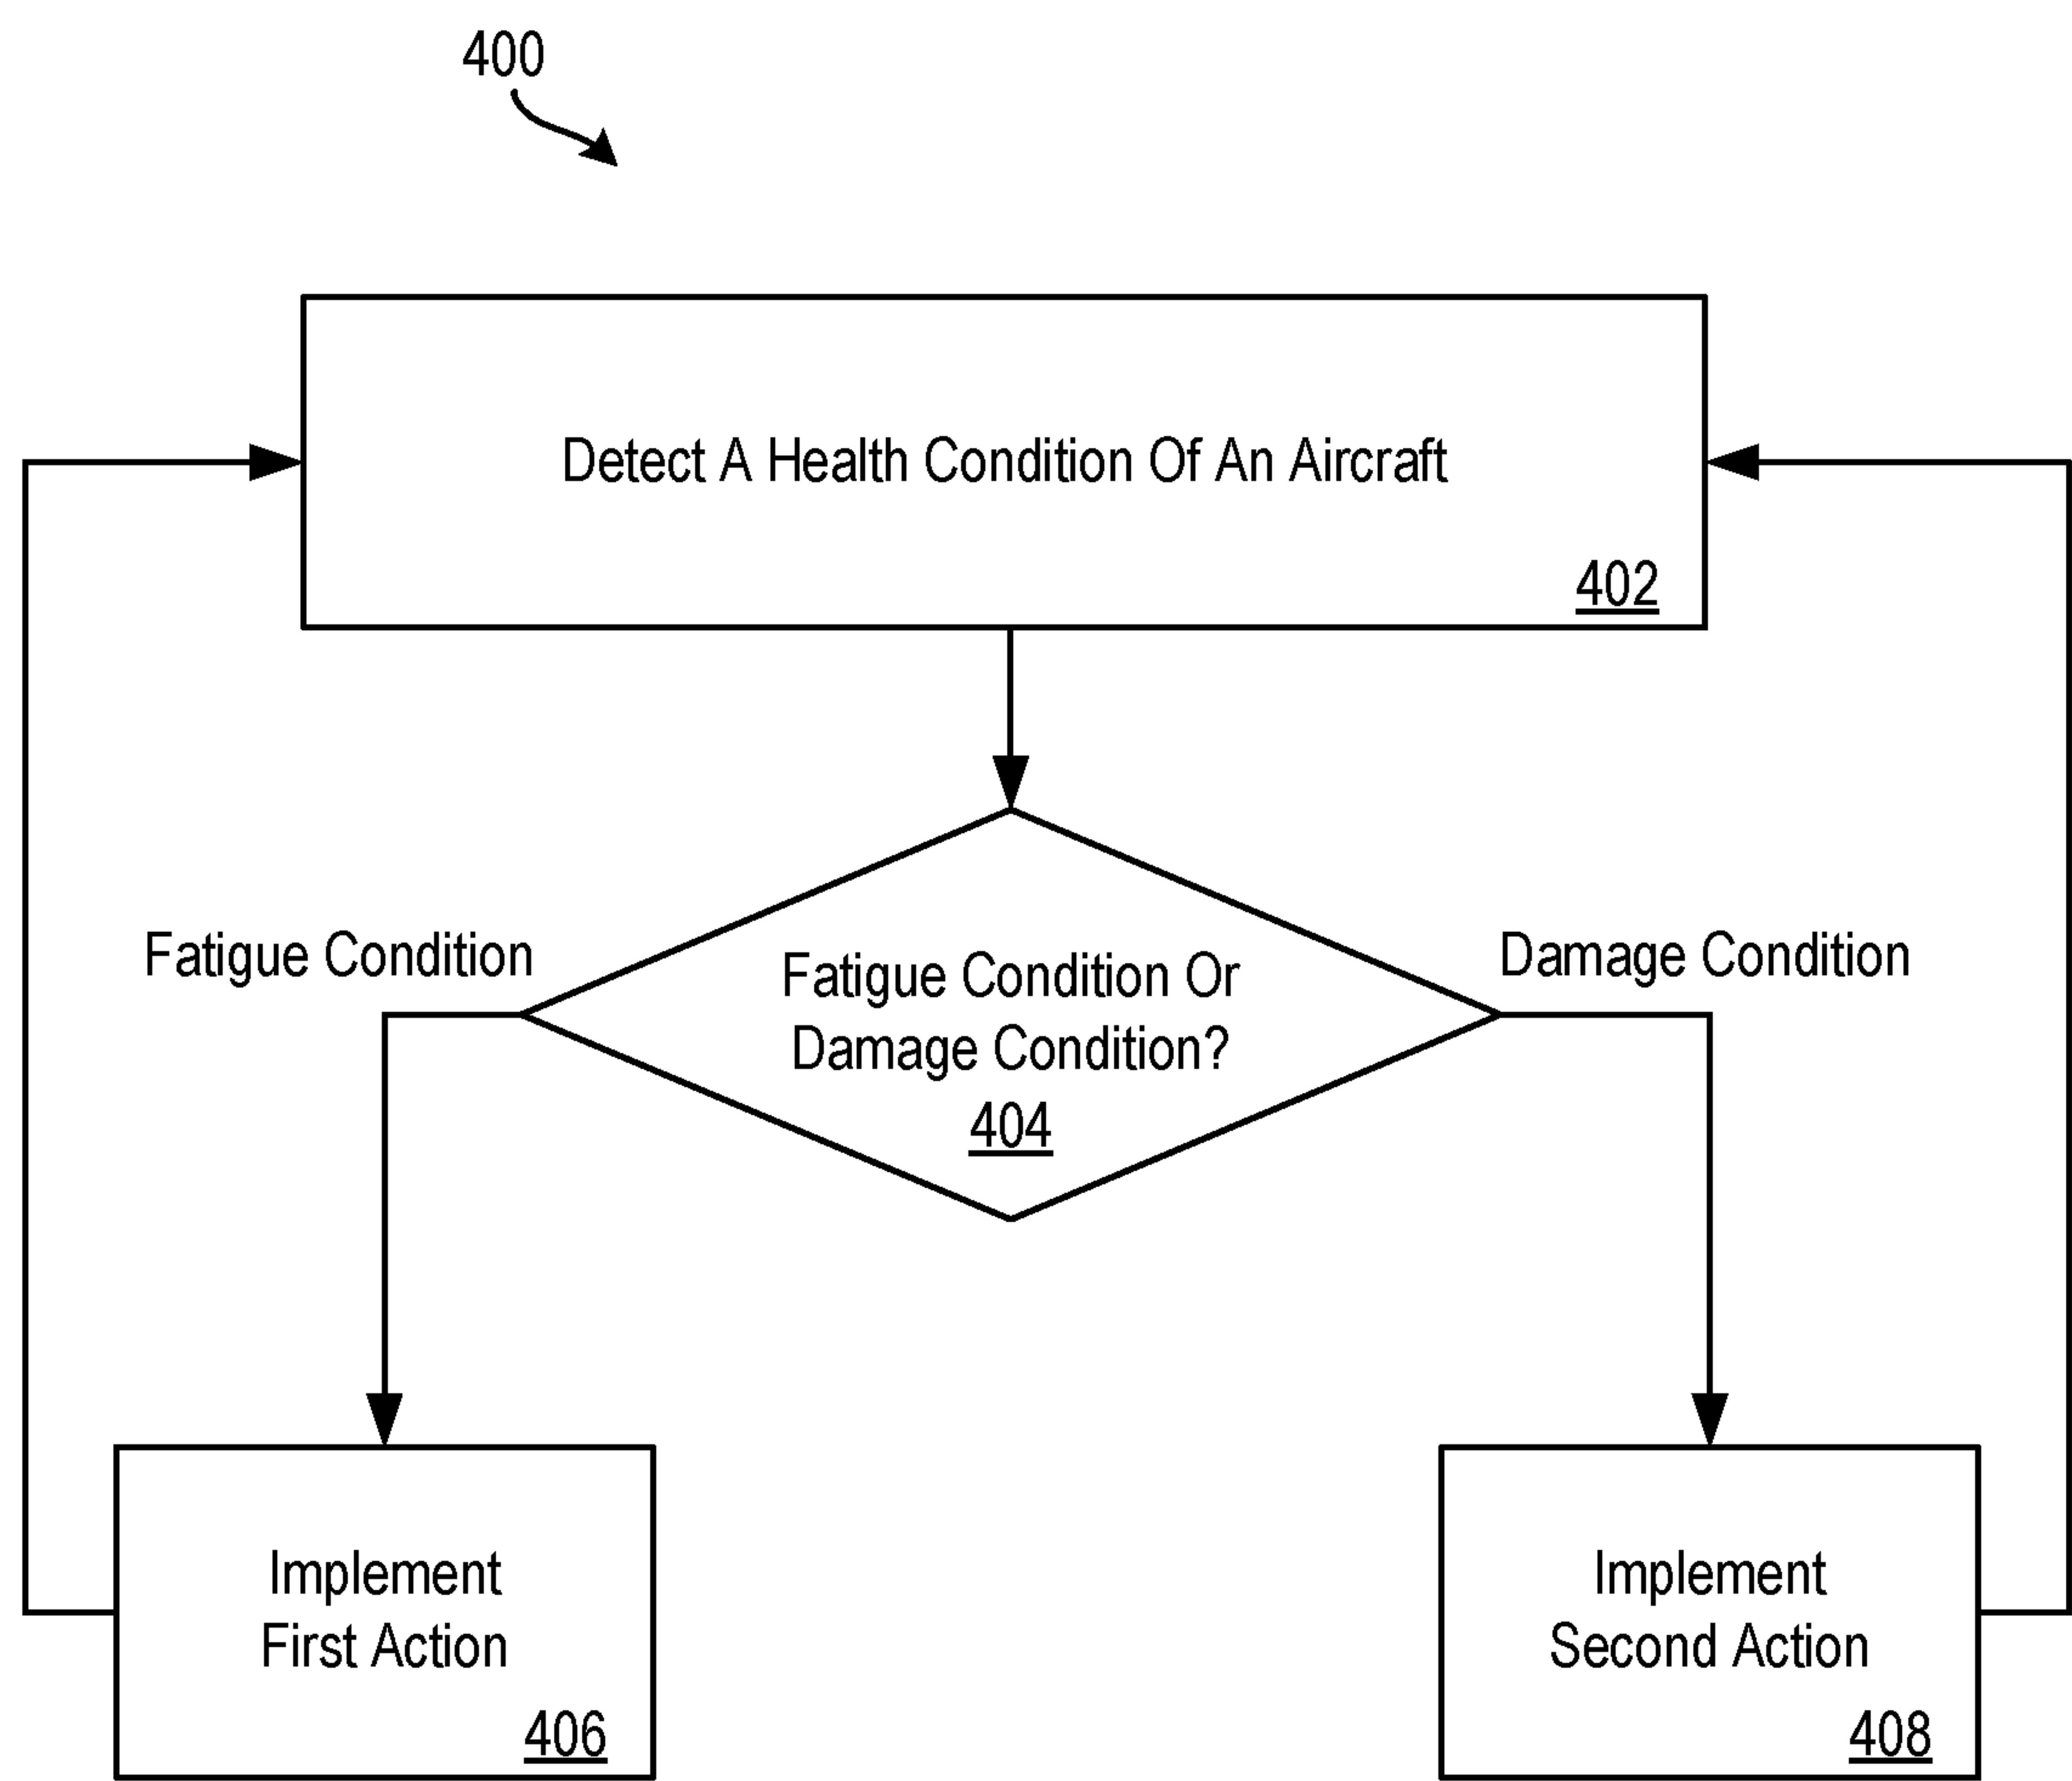 400
Detect A Health Condition Of An Aircraft
402
Fatigue Condition
Damage Condition
Fatigue Condition Or
Damage Condition?
404
Implement
First Action
406
Implement
Second Action
408